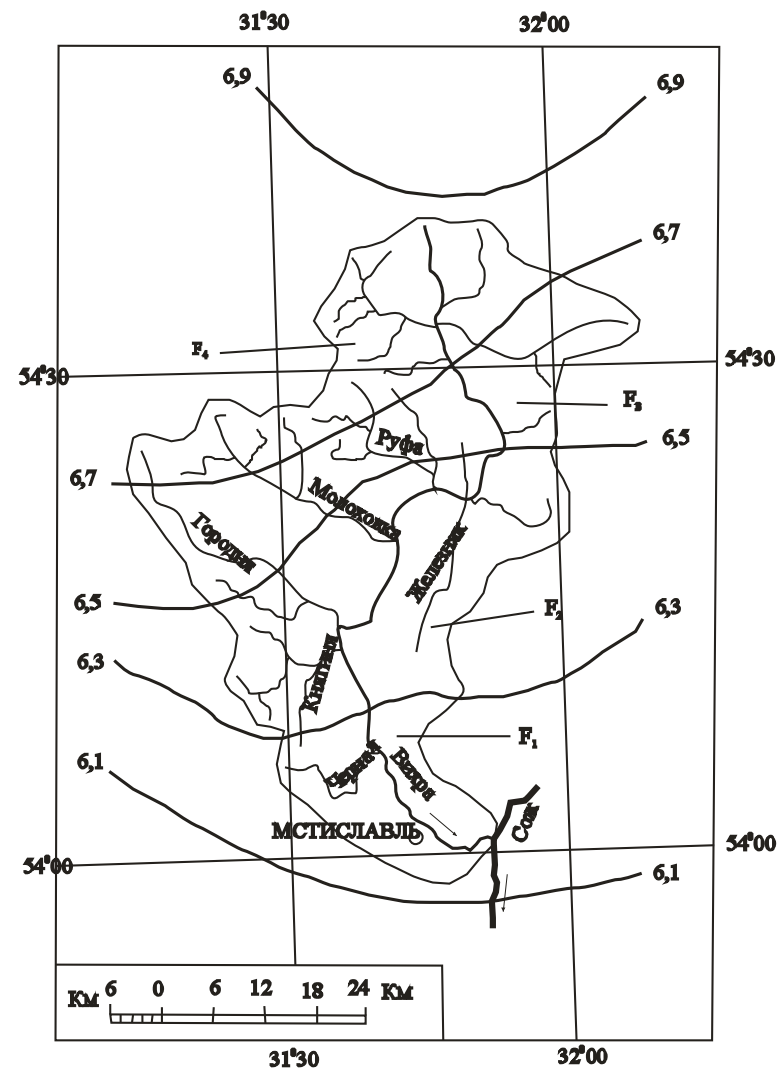 31°30 32°00
6,9 6,9
6,7
F₄
54°30 54°30
F₃
Руфа 6,5
6,7
Молоховка
Городня
Железняк
6,5 F₂ 6,3
6,3
F₁
6,1
Черная Вихра
МСТИСЛАВЛЬ Сож
54°00 54°00
6,1
Км 6 0 6 12 18 24 Км
31°30 32°00